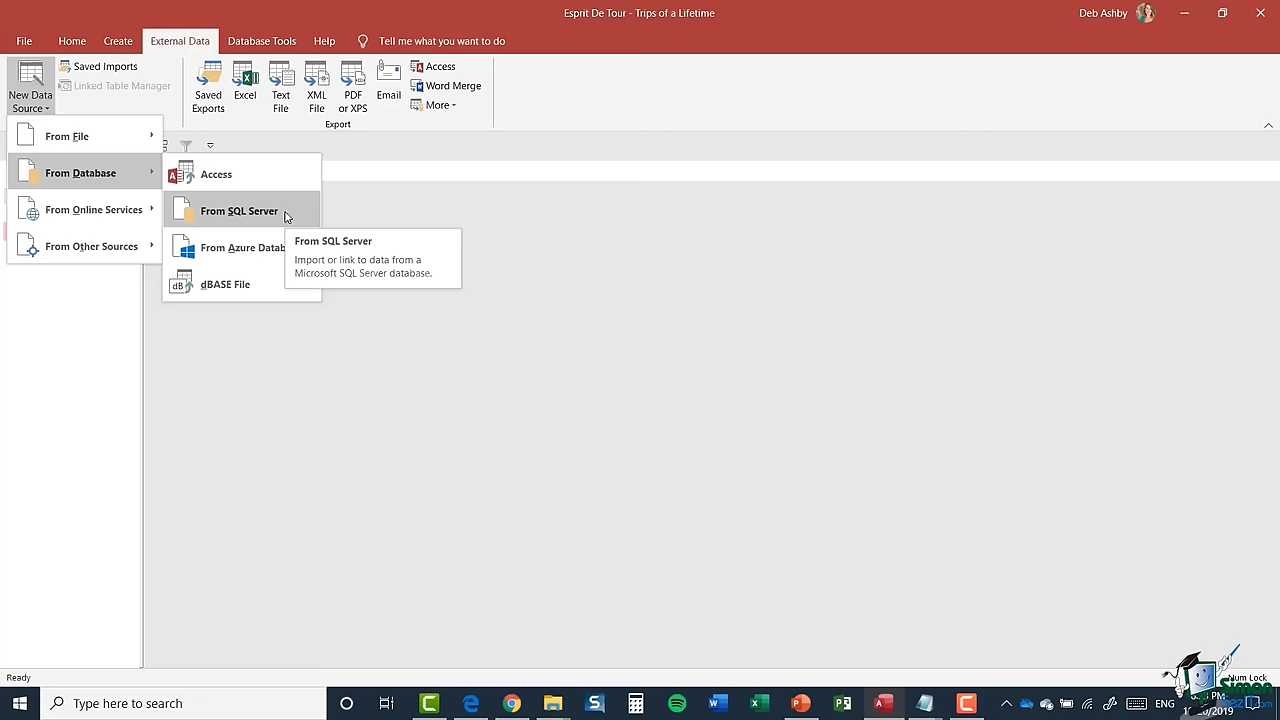 Esprit De Tour - Trips of a Lifetime
Deb Ashby
File Home Create External Data Database Tools Help Tell me what you want to do
New Data Source
Saved Imports
Linked Table Manager
Saved Exports
Excel
Text File
XML File
PDF or XPS
Email
Access
Word Merge
More
Export
From File
From Database
From Online Services
From Other Sources
Access
From SQL Server
From Azure Datab
dBASE File
From SQL Server
Import or link to data from a
Microsoft SQL Server database.
Ready
Num Lock
Simon
Type here to search
ENG